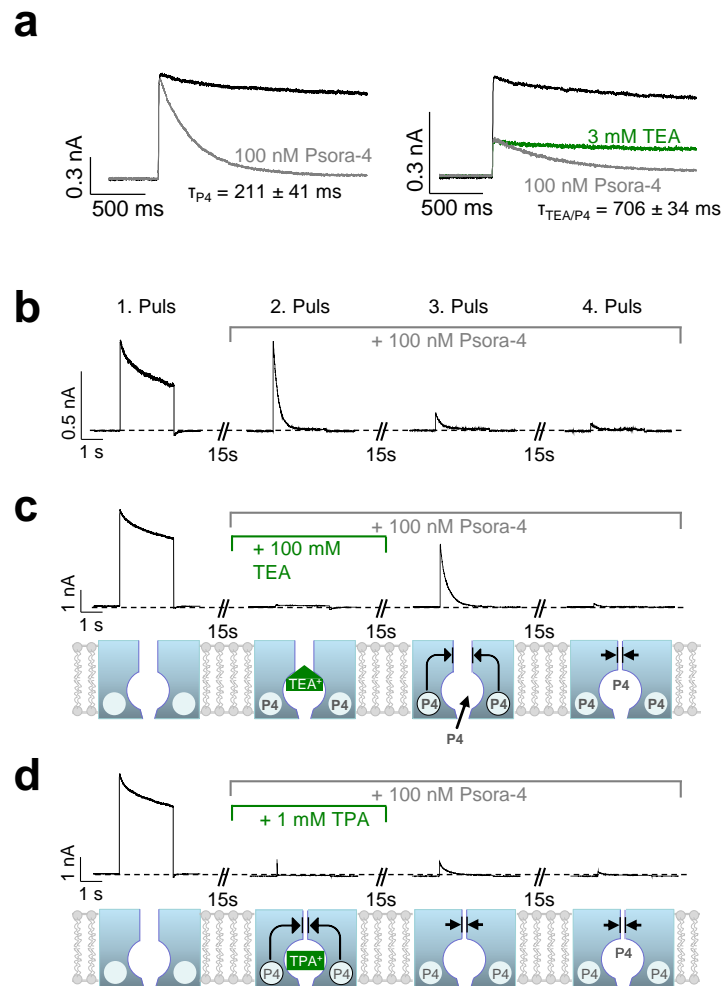 a
0.3 nA
500 ms
100 nM Psora-4
τP4 = 211 ± 41 ms
0.3 nA
500 ms
3 mM TEA
100 nM Psora-4
τTEA/P4 = 706 ± 34 ms
b
1. Puls 2. Puls 3. Puls 4. Puls
+ 100 nM Psora-4
0.5 nA
1 s
15s 15s 15s
c
+ 100 nM Psora-4
+ 100 mM
TEA
1 nA
1 s
15s 15s 15s
TEA+
P4 P4 P4 P4 P4 P4 P4
P4
d
+ 100 nM Psora-4
+ 1 mM TPA
1 nA
1 s
15s 15s 15s
P4 TPA+ P4 P4 P4 P4 P4
P4